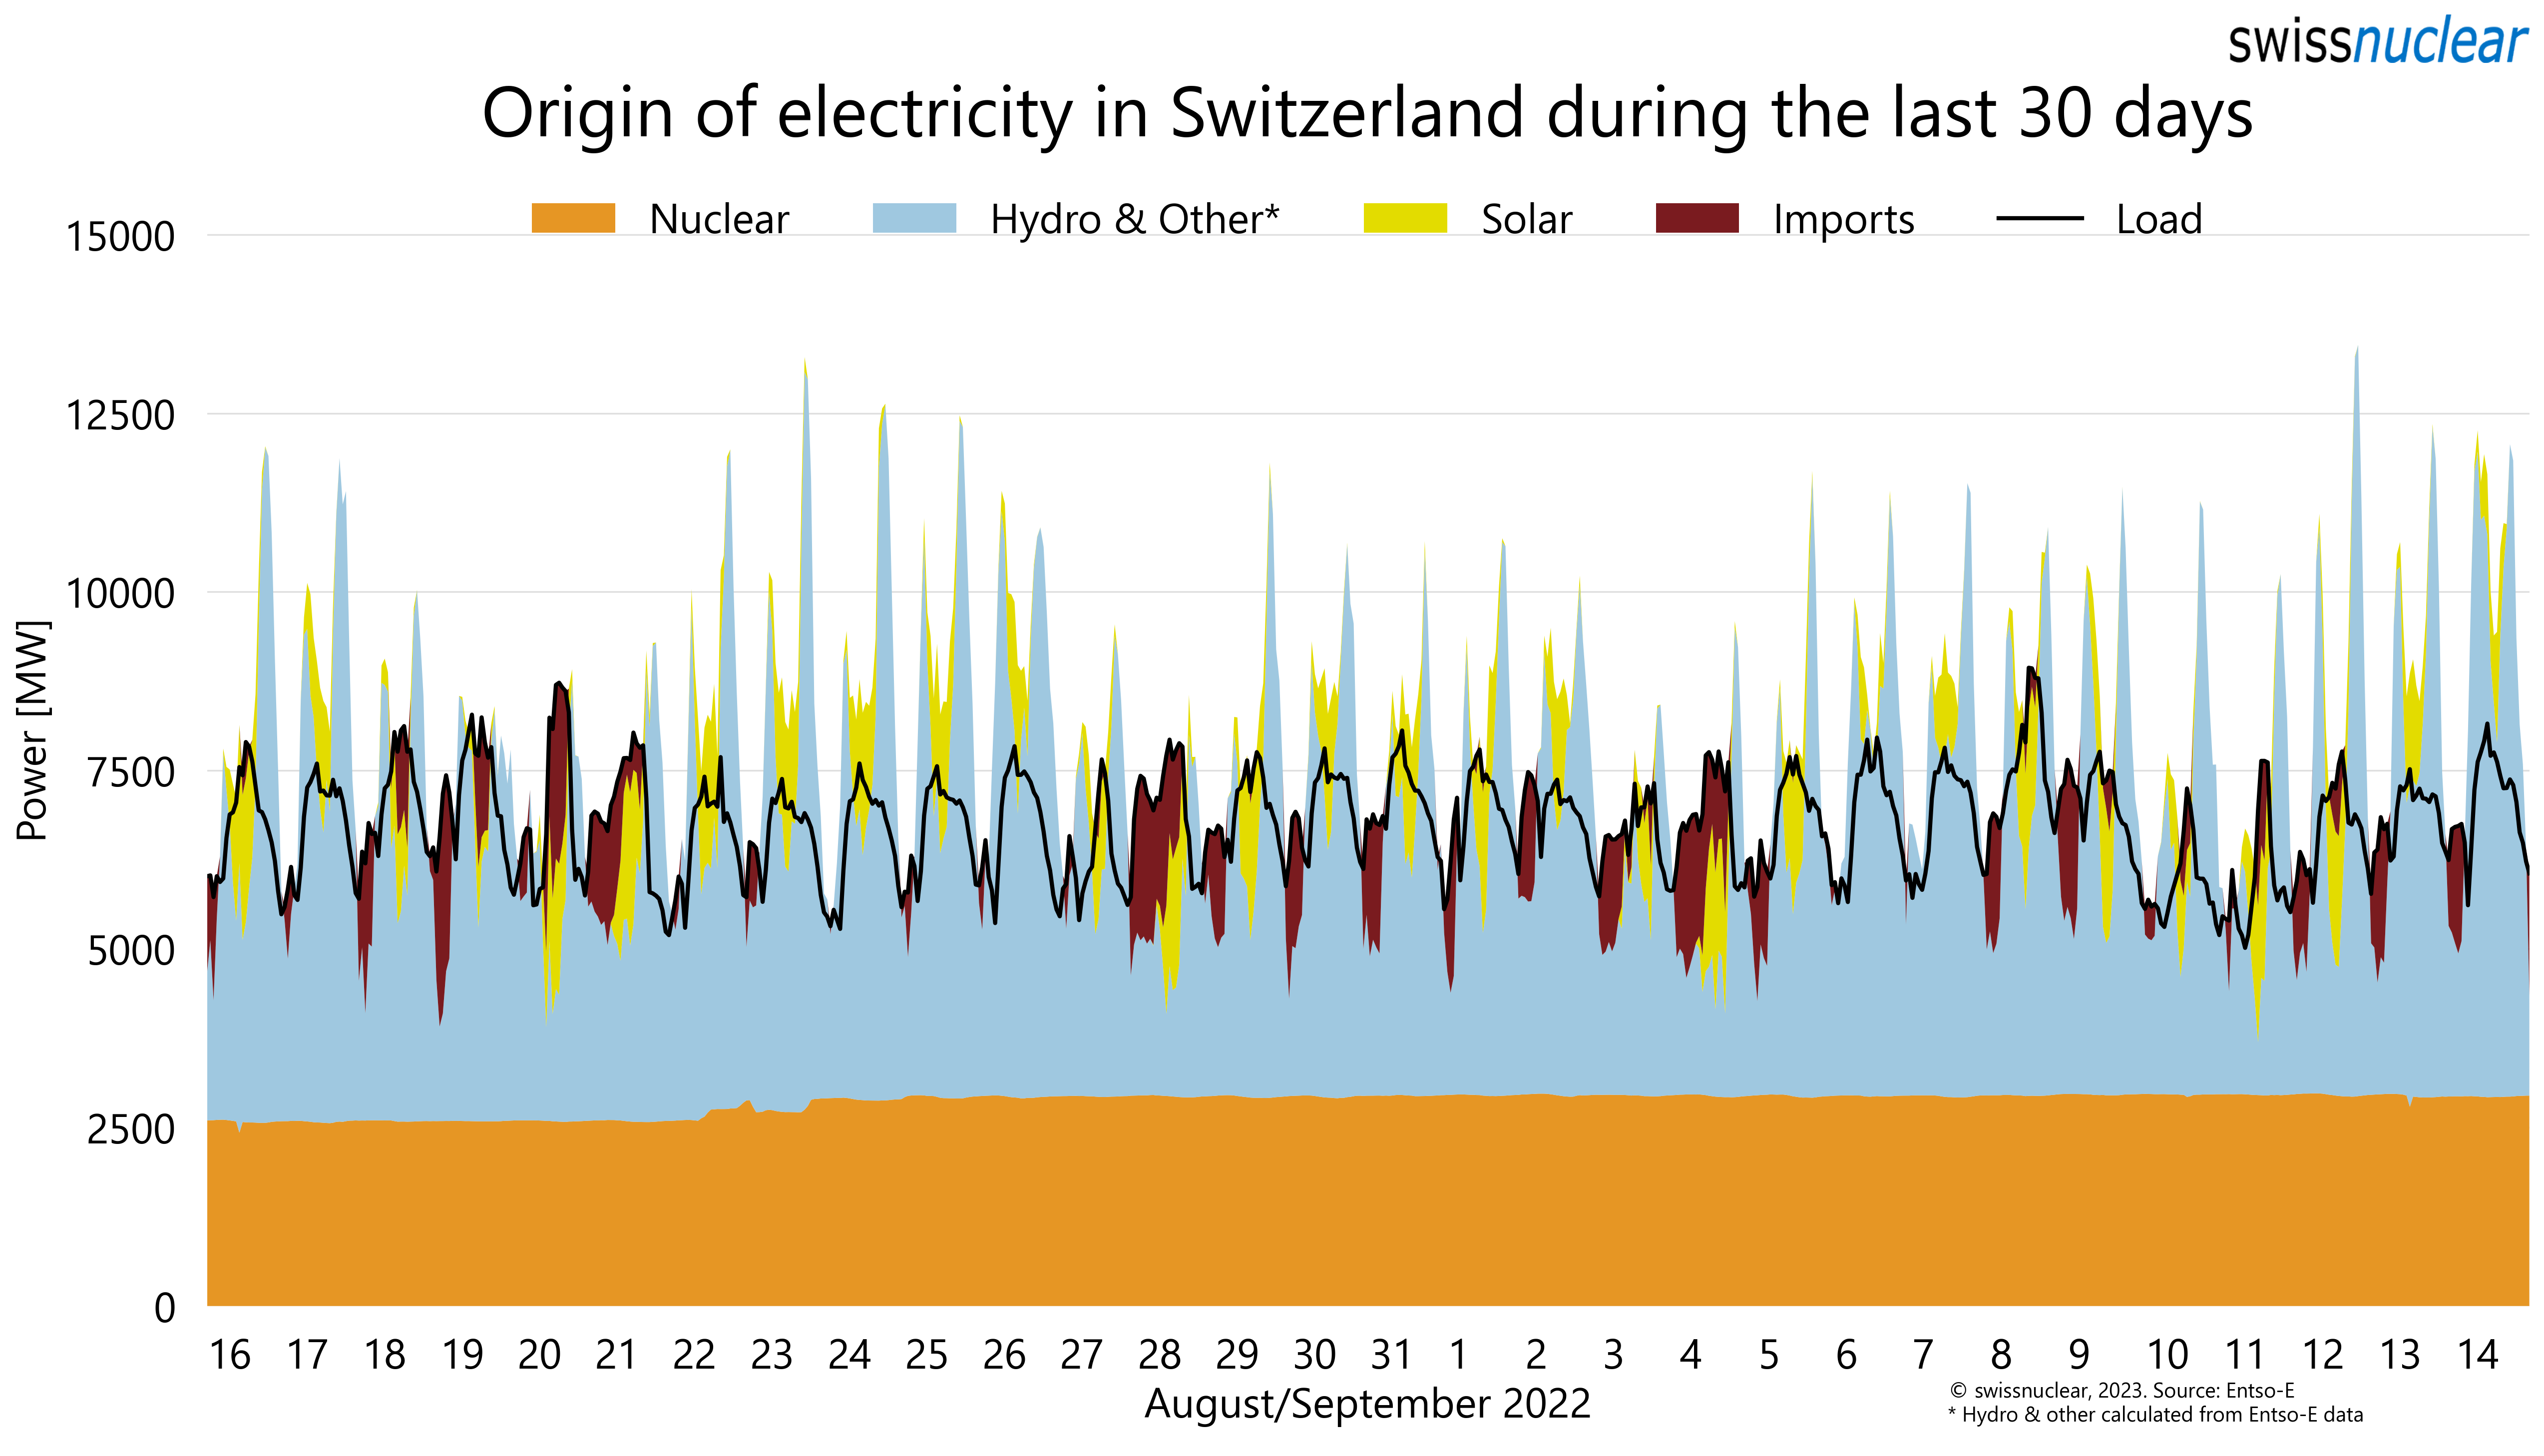 swissnuclear
Origin of electricity in Switzerland during the last 30 days
Nuclear Hydro & Other* Solar Imports Load
15000
12500
10000
7500
5000
2500
0
Power [MW]
16 17 18 19 20 21 22 23 24 25 26 27 28 29 30 31 1 2 3 4 5 6 7 8 9 10 11 12 13 14
August/September 2022
© swissnuclear, 2023. Source: Entso-E
* Hydro & other calculated from Entso-E data